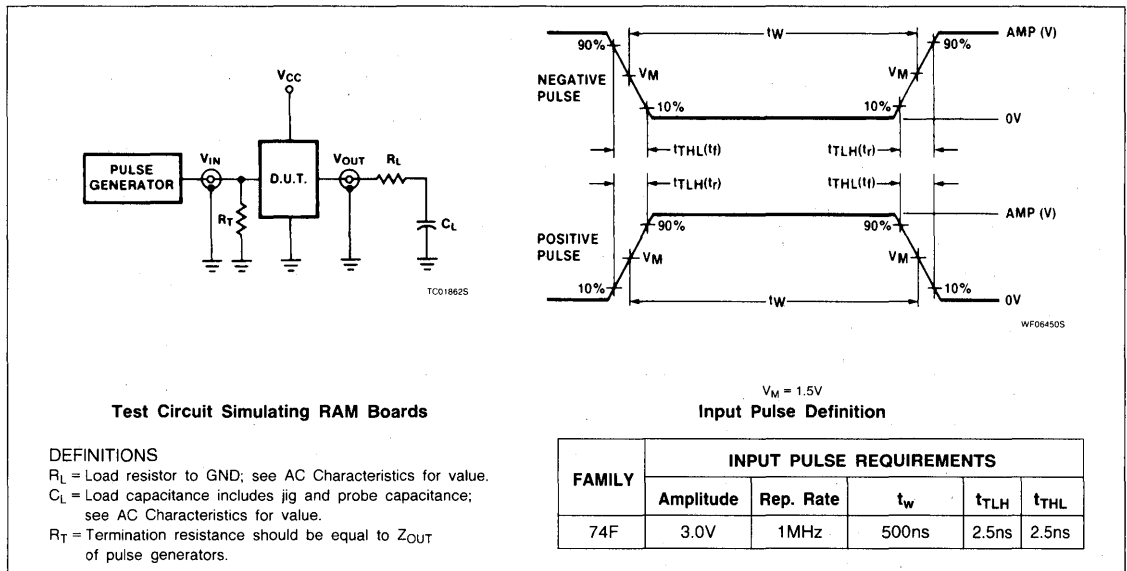 VCC
PULSE
GENERATOR
VIN
RT
D.U.T.
VOUT
RL
CL
TC01862S
90%
tW
90%
AMP (V)
NEGATIVE
PULSE
VM
VM
10%
10%
0V
tTHL(tf)
tTLH(tr)
tTLH(tr)
tTHL(tf)
AMP (V)
90%
90%
POSITIVE
PULSE
VM
VM
10%
10%
tW
0V
WF06450S
VM = 1.5V
Test Circuit Simulating RAM Boards
Input Pulse Definition
DEFINITIONS
RL = Load resistor to GND; see AC Characteristics for value.
CL = Load capacitance includes jig and probe capacitance;
see AC Characteristics for value.
RT = Termination resistance should be equal to ZOUT
of pulse generators.
FAMILY
INPUT PULSE REQUIREMENTS
Amplitude Rep. Rate tw tTLH tTHL
74F 3.0V 1MHz 500ns 2.5ns 2.5ns